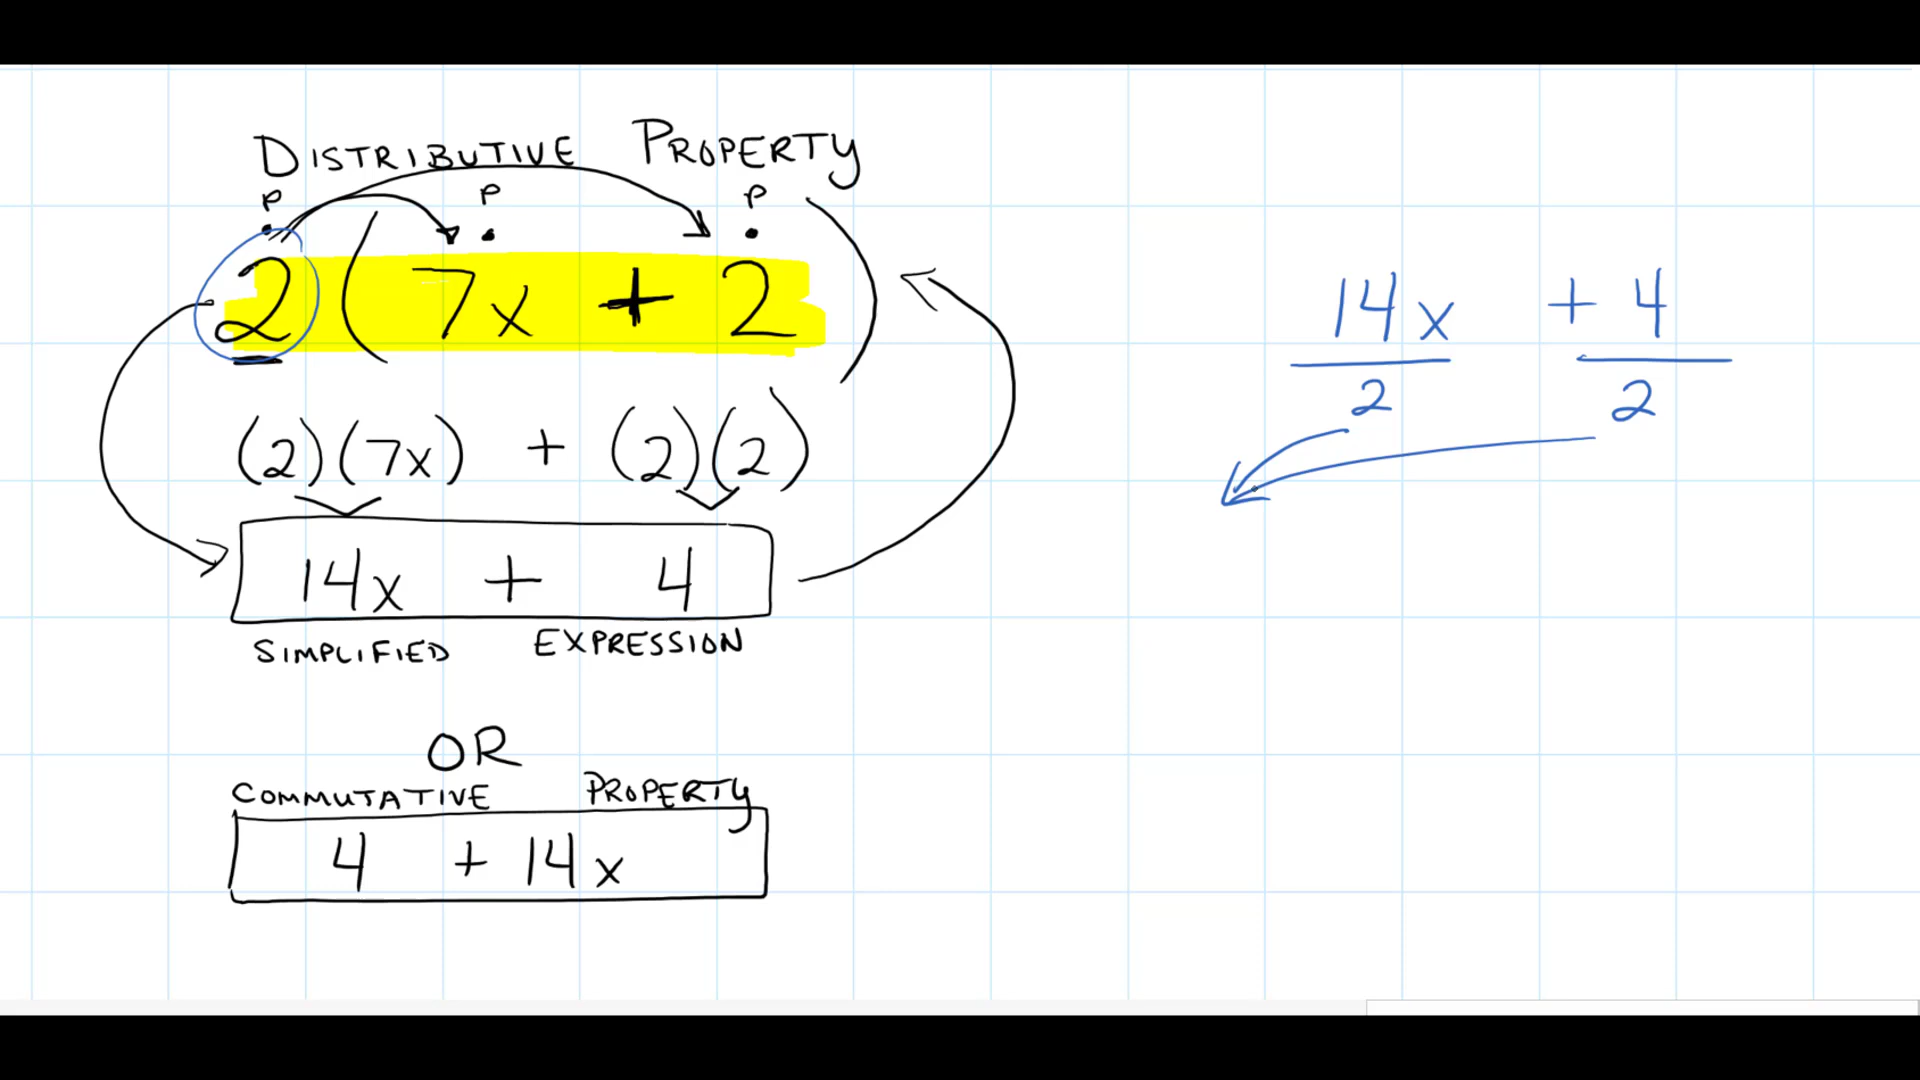 DISTRIBUTIVE PROPERTY
P P P
2 ( 7x + 2 )
(2)(7x) + (2)(2)
14x + 4
SIMPLIFIED EXPRESSION
OR
COMMUTATIVE PROPERTY
4 + 14x
14x + 4
2 2